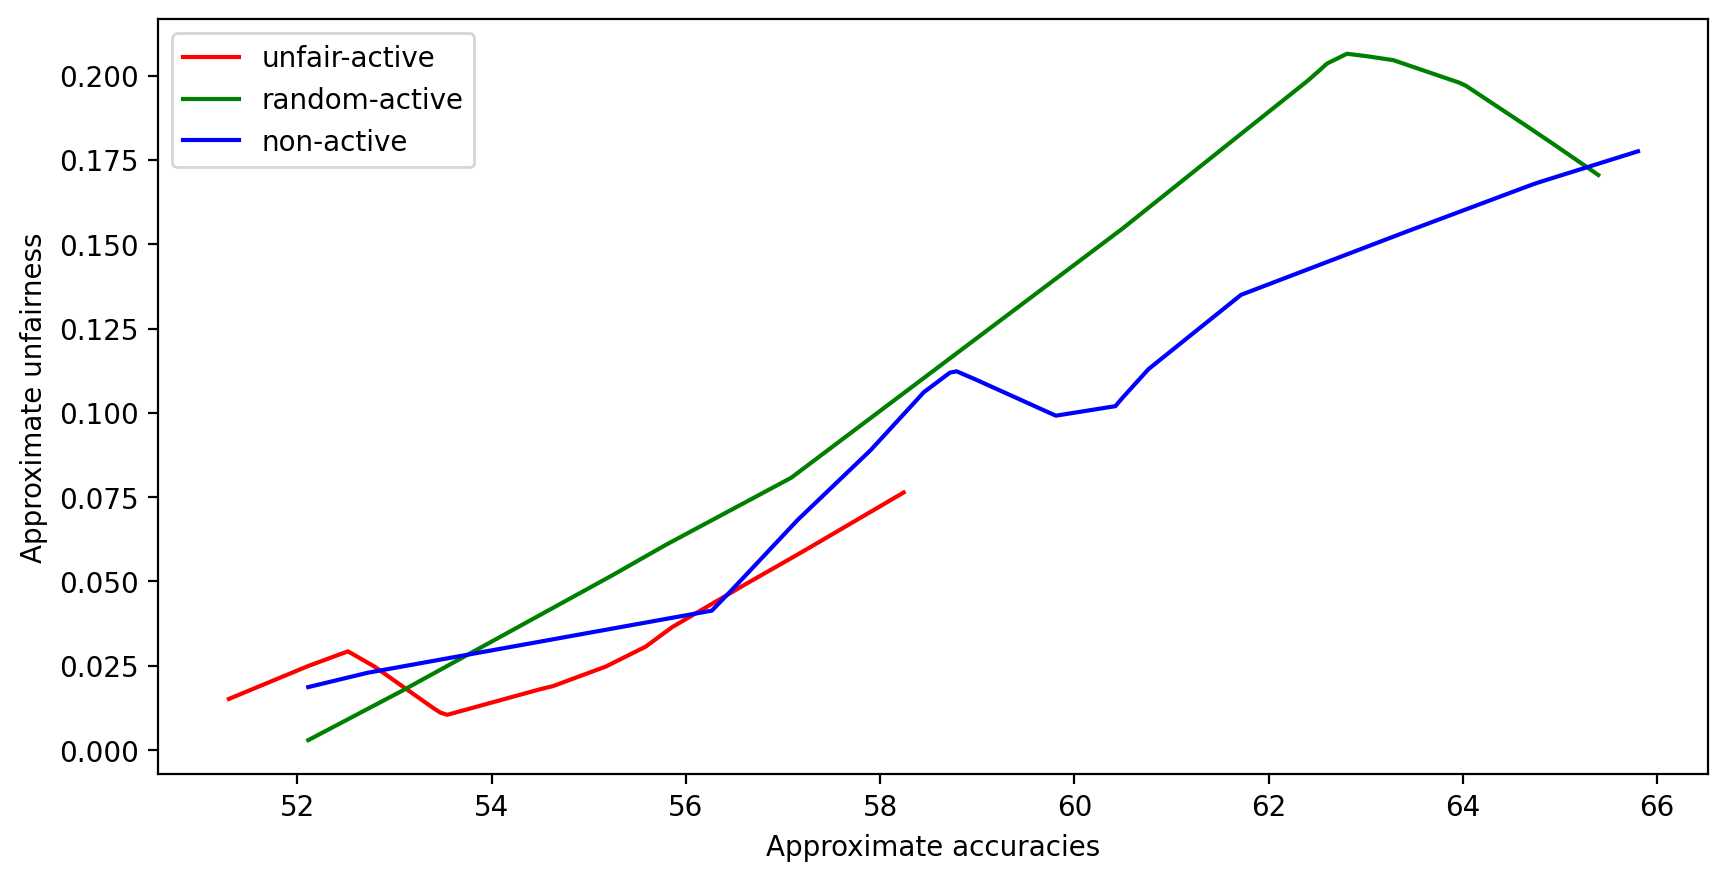 unfair-active
random-active
non-active
0.200
0.175
0.150
0.125
0.100
0.075
0.050
0.025
0.000
Approximate unfairness
52 54 56 58 60 62 64 66
Approximate accuracies